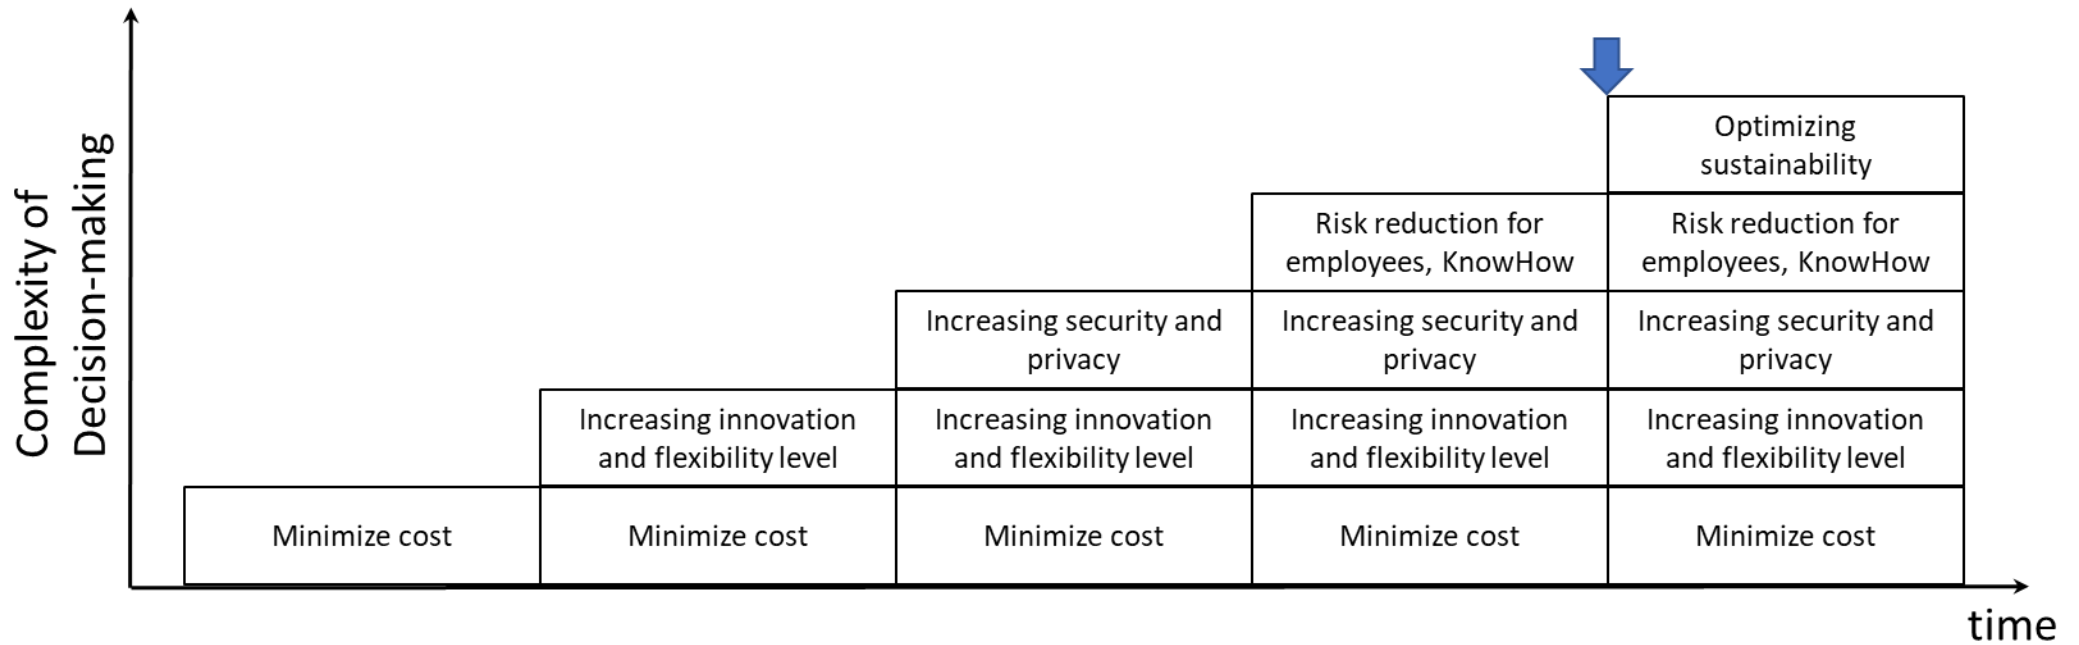 Complexity of
Decision-making
Optimizing
sustainability
Risk reduction for
employees, KnowHow
Risk reduction for
employees, KnowHow
Increasing security and
privacy
Increasing security and
privacy
Increasing security and
privacy
Increasing innovation
and flexibility level
Increasing innovation
and flexibility level
Increasing innovation
and flexibility level
Increasing innovation
and flexibility level
Minimize cost
Minimize cost
Minimize cost
Minimize cost
Minimize cost
time